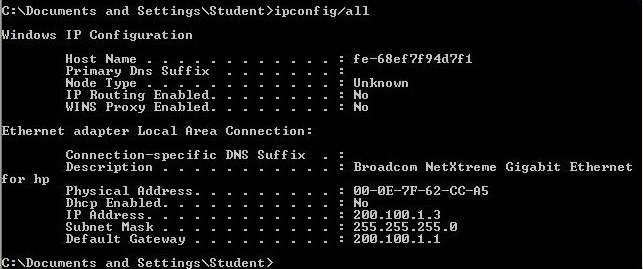 C:\Documents and Settings\Student>ipconfig/all
Windows IP Configuration
Host Name . . . . . . . . . . . . : fe-68ef7f94d7f1
Primary Dns Suffix  . . . . . . . :
Node Type . . . . . . . . . . . . : Unknown
IP Routing Enabled. . . . . . . . : No
WINS Proxy Enabled. . . . . . . . : No
Ethernet adapter Local Area Connection:
Connection-specific DNS Suffix  . :
Description . . . . . . . . . . . : Broadcom NetXtreme Gigabit Ethernet
for hp
Physical Address. . . . . . . . . : 00-0E-7F-62-CC-A5
Dhcp Enabled. . . . . . . . . . . : No
IP Address. . . . . . . . . . . . : 200.100.1.3
Subnet Mask . . . . . . . . . . . : 255.255.255.0
Default Gateway . . . . . . . . . : 200.100.1.1
C:\Documents and Settings\Student>